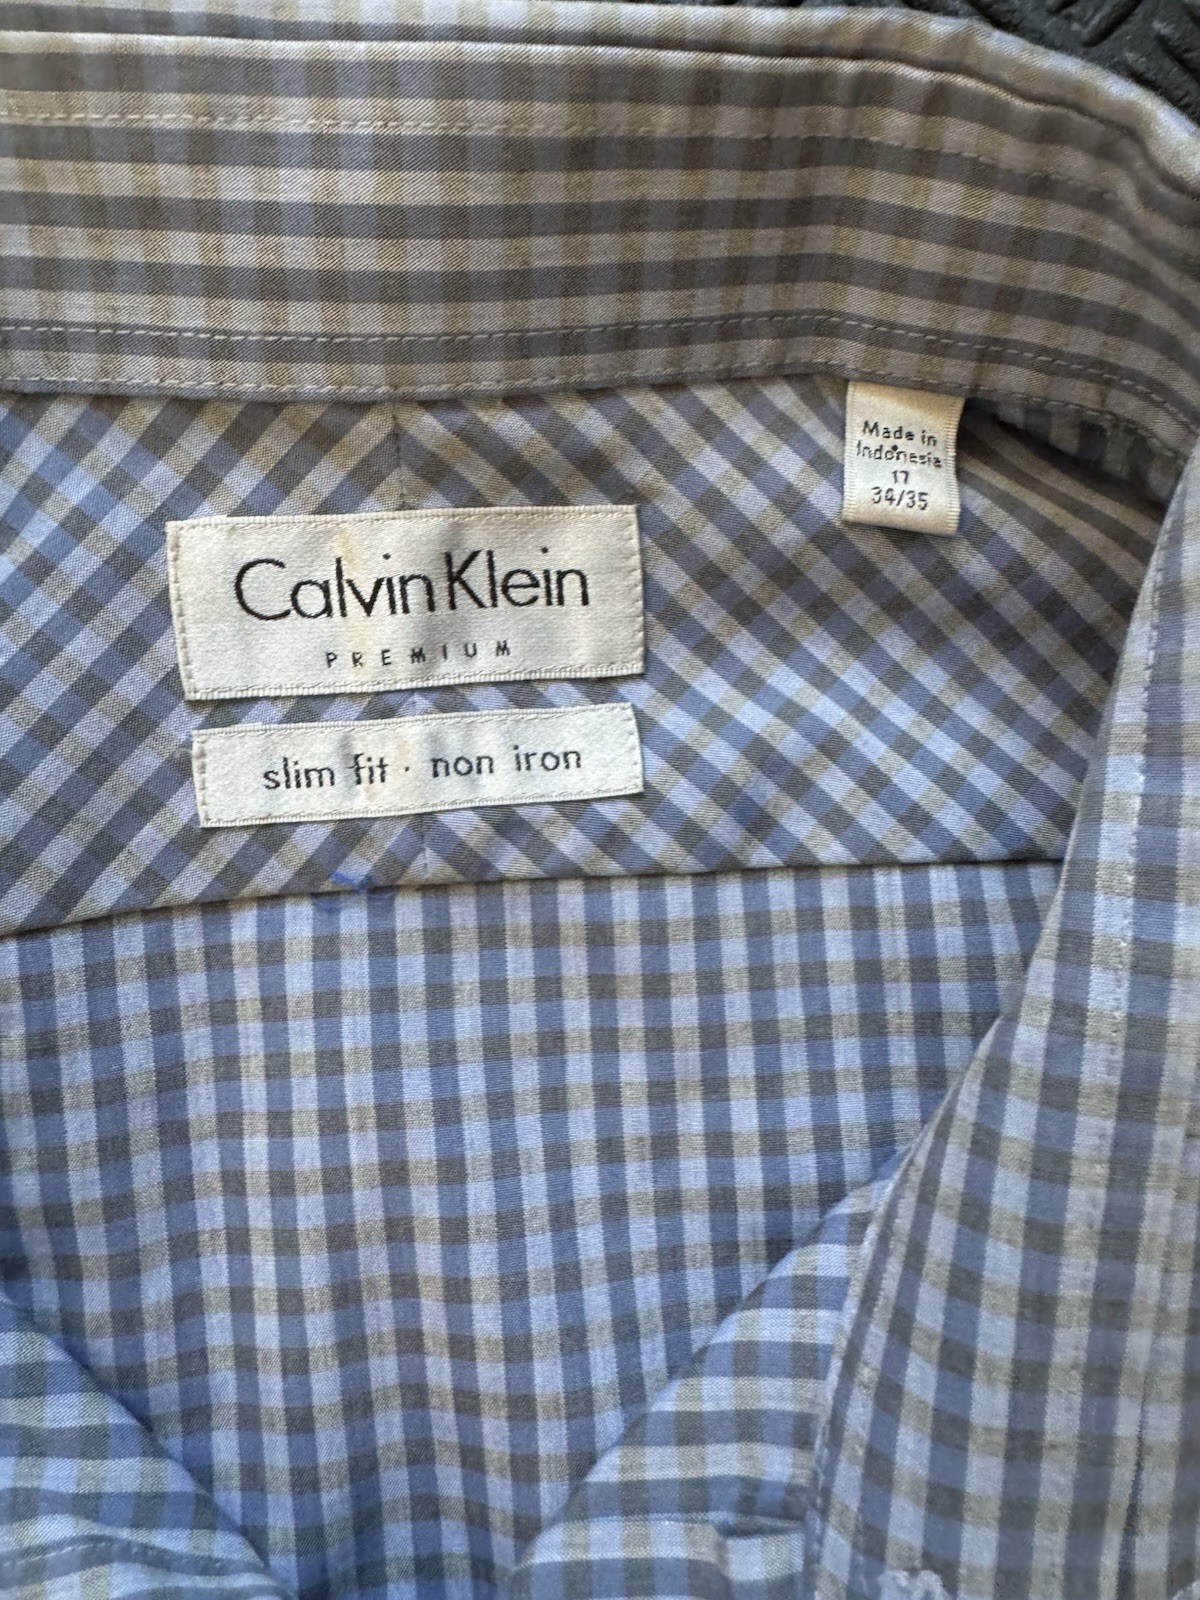 Made in
Indonesia
17
34/35
Calvin Klein
PREMIUM
slim fit · non iron